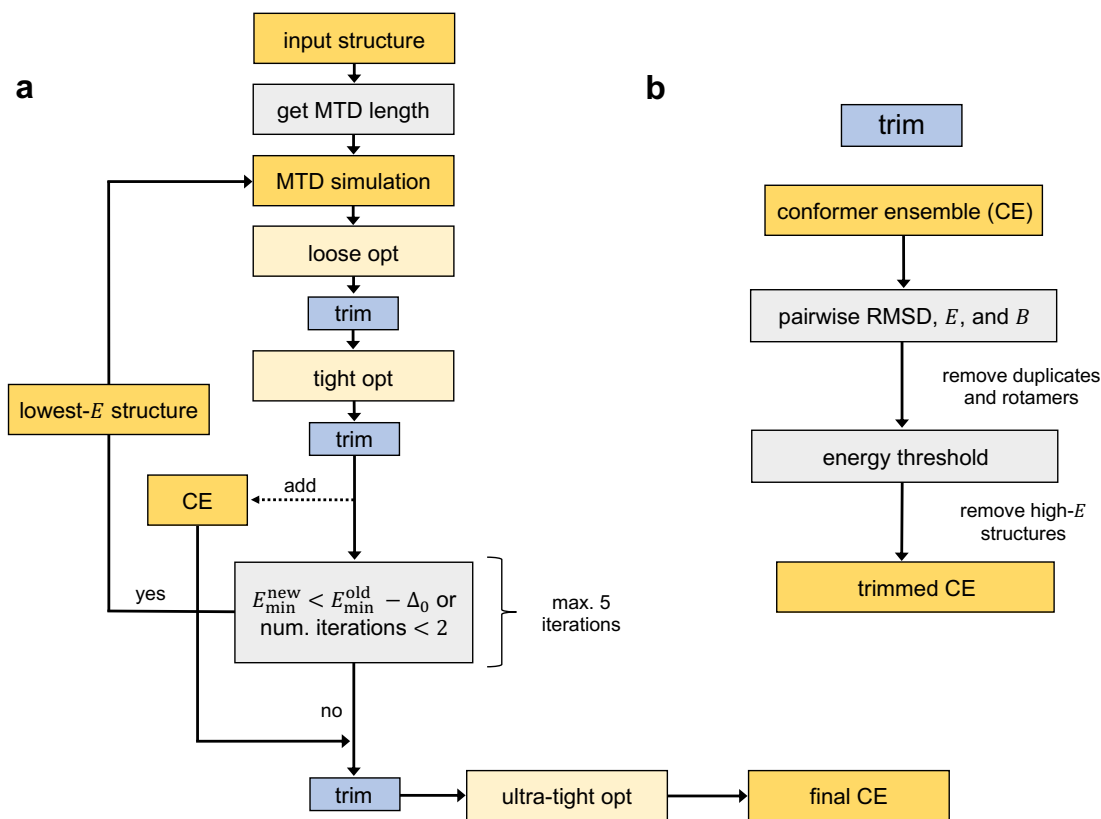 a
input structure
get MTD length
MTD simulation
loose opt
trim
tight opt
lowest-E structure
trim
CE
add
yes
E_min^new < E_min^old − Δ₀ or
num. iterations < 2
max. 5
iterations
no
trim
ultra-tight opt
final CE
b
trim
conformer ensemble (CE)
pairwise RMSD, E, and B
remove duplicates
and rotamers
energy threshold
remove high-E
structures
trimmed CE